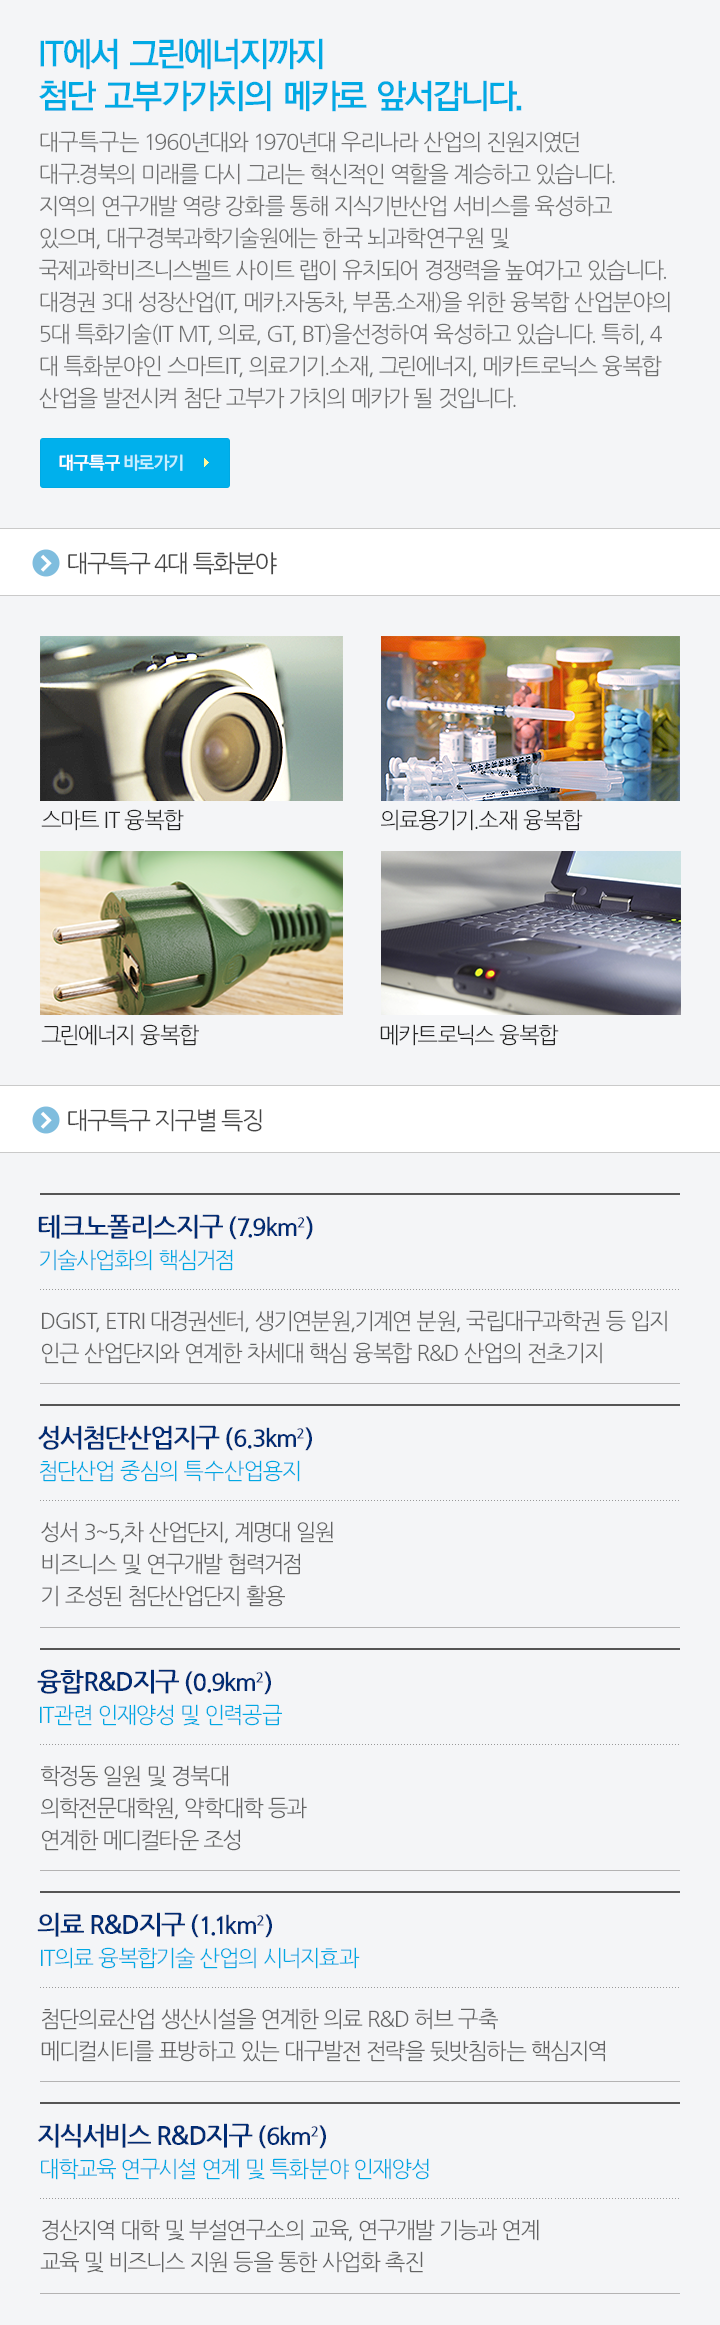 IT에서 그린에너지까지
첨단 고부가가치의 메카로 앞서갑니다.
대구특구는 1960년대와 1970년대 우리나라 산업의 진원지였던
대구.경북의 미래를 다시 그리는 혁신적인 역할을 계승하고 있습니다.
지역의 연구개발 역량 강화를 통해 지식기반산업 서비스를 육성하고
있으며, 대구경북과학기술원에는 한국 뇌과학연구원 및
국제과학비즈니스벨트 사이트 랩이 유치되어 경쟁력을 높여가고 있습니다.
대경권 3대 성장산업(IT, 메카.자동차, 부품.소재)을 위한 융복합 산업분야의
5대 특화기술(IT MT, 의료, GT, BT)을선정하여 육성하고 있습니다. 특히, 4
대 특화분야인 스마트IT, 의료기기.소재, 그린에너지, 메카트로닉스 융복합
산업을 발전시켜 첨단 고부가 가치의 메카가 될 것입니다.
대구특구 바로가기
대구특구 4대 특화분야
스마트 IT 융복합
의료용기기.소재 융복합
그린에너지 융복합
메카트로닉스 융복합
대구특구 지구별 특징
테크노폴리스지구 (7.9km²)
기술사업화의 핵심거점
DGIST, ETRI 대경권센터, 생기연분원,기계연 분원, 국립대구과학권 등 입지
인근 산업단지와 연계한 차세대 핵심 융복합 R&D 산업의 전초기지
성서첨단산업지구 (6.3km²)
첨단산업 중심의 특수산업용지
성서 3~5,차 산업단지, 계명대 일원
비즈니스 및 연구개발 협력거점
기 조성된 첨단산업단지 활용
융합R&D지구 (0.9km²)
IT관련 인재양성 및 인력공급
학정동 일원 및 경북대
의학전문대학원, 약학대학 등과
연계한 메디컬타운 조성
의료 R&D지구 (1.1km²)
IT의료 융복합기술 산업의 시너지효과
첨단의료산업 생산시설을 연계한 의료 R&D 허브 구축
메디컬시티를 표방하고 있는 대구발전 전략을 뒷밧침하는 핵심지역
지식서비스 R&D지구 (6km²)
대학교육 연구시설 연계 및 특화분야 인재양성
경산지역 대학 및 부설연구소의 교육, 연구개발 기능과 연계
교육 및 비즈니스 지원 등을 통한 사업화 촉진